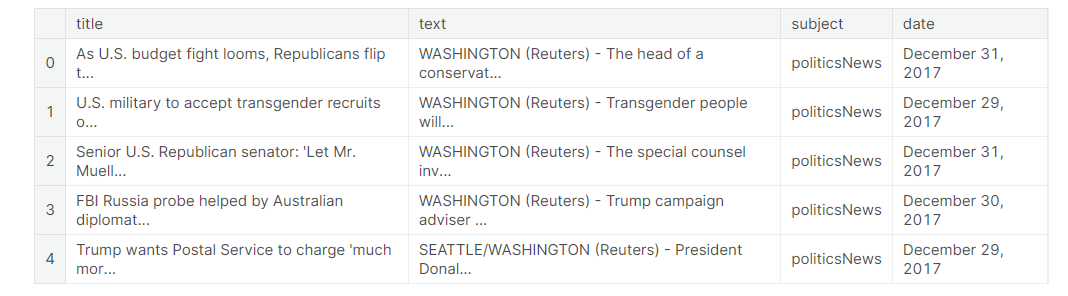 title text subject date
0 As U.S. budget fight looms, Republicans flip t... WASHINGTON (Reuters) - The head of a conservat... politicsNews December 31, 2017
1 U.S. military to accept transgender recruits o... WASHINGTON (Reuters) - Transgender people will... politicsNews December 29, 2017
2 Senior U.S. Republican senator: 'Let Mr. Muell... WASHINGTON (Reuters) - The special counsel inv... politicsNews December 31, 2017
3 FBI Russia probe helped by Australian diplomat... WASHINGTON (Reuters) - Trump campaign adviser ... politicsNews December 30, 2017
4 Trump wants Postal Service to charge 'much mor... SEATTLE/WASHINGTON (Reuters) - President Donal... politicsNews December 29, 2017